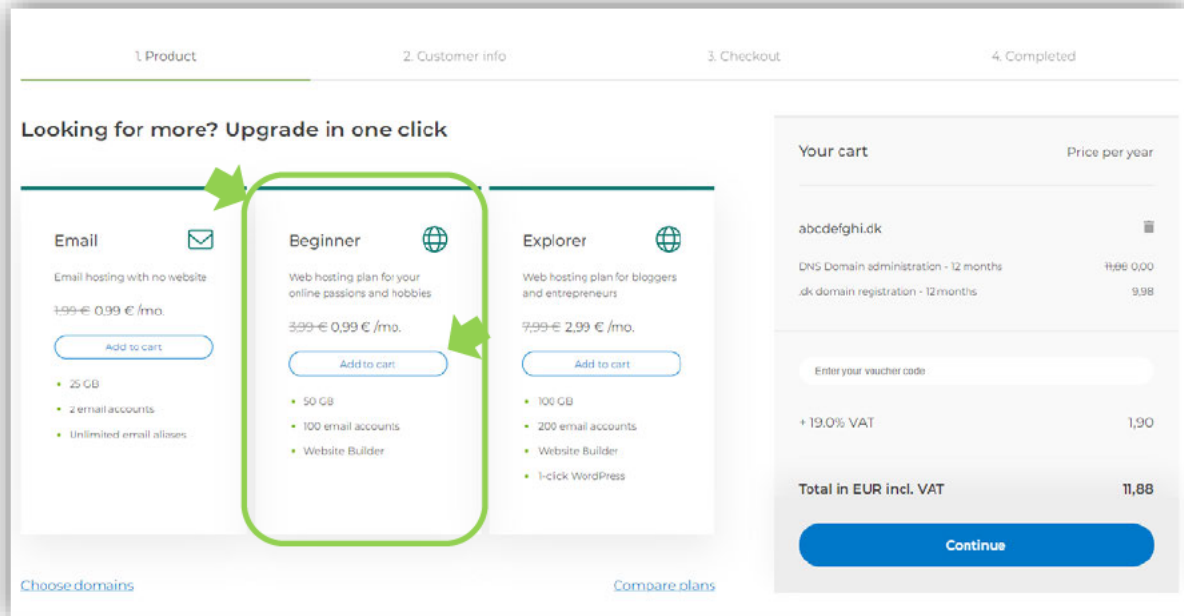 1. Product
2. Customer info
3. Checkout
4. Completed
Looking for more? Upgrade in one click
Email
Email hosting with no website
1,99 € 0,99 € /mo.
Add to cart
• 25 GB
• 2 email accounts
• Unlimited email aliases
Beginner
Web hosting plan for your
online passions and hobbies
3,99 € 0,99 € /mo.
Add to cart
• 50 GB
• 100 email accounts
• Website Builder
Explorer
Web hosting plan for bloggers
and entrepreneurs
7,99 € 2,99 € /mo.
Add to cart
• 100 GB
• 200 email accounts
• Website Builder
• 1-click WordPress
Choose domains
Compare plans
Your cart Price per year
abcdefghi.dk
DNS Domain administration - 12 months 11,88 0,00
.dk domain registration - 12 months 9,98
Enter your voucher code
+ 19.0% VAT 1,90
Total in EUR incl. VAT 11,88
Continue